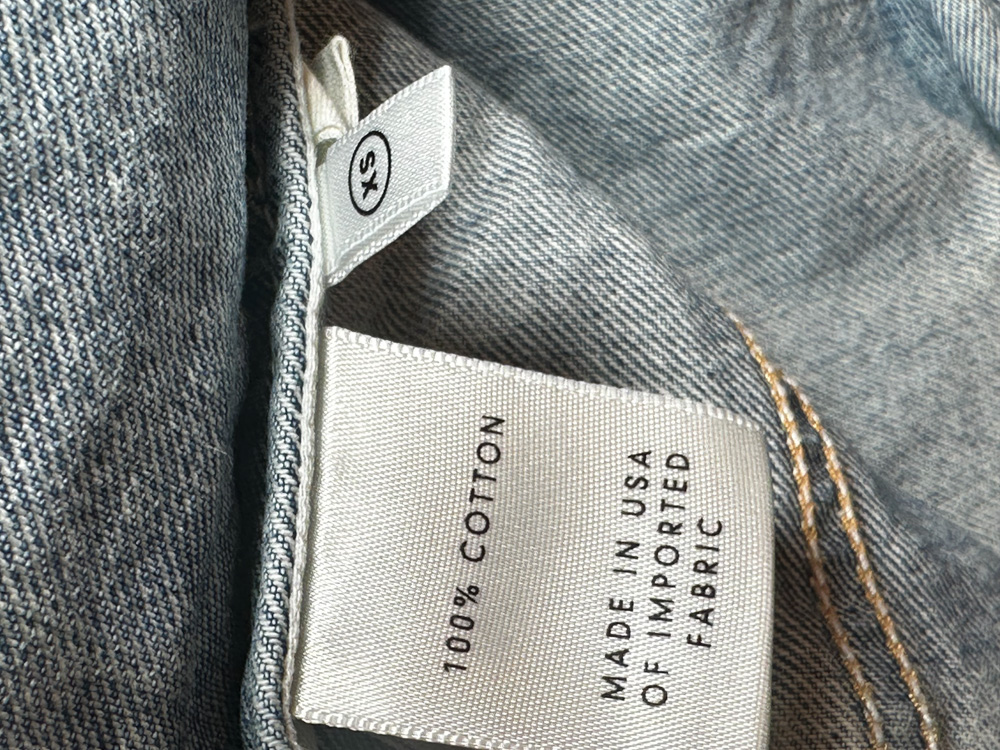 XS
100% COTTON
MADE IN USA
OF IMPORTED
FABRIC